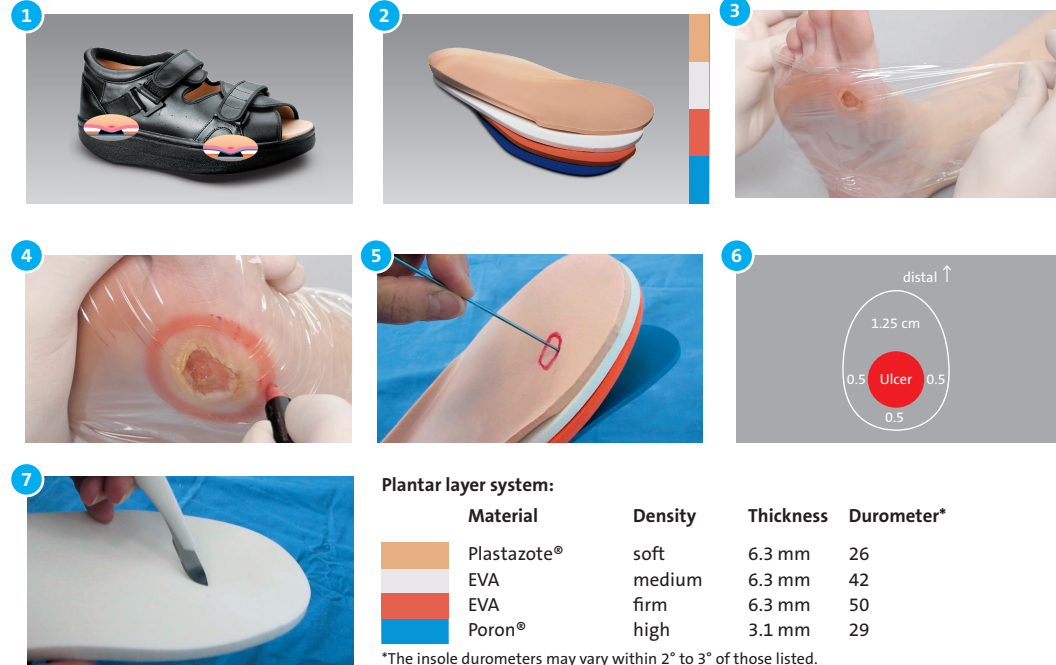 1
2
3
4
5
6
distal ↑
1.25 cm
0.5 Ulcer 0.5
0.5
7
Plantar layer system:
Material Density Thickness Durometer*
Plastazote® soft 6.3 mm 26
EVA medium 6.3 mm 42
EVA firm 6.3 mm 50
Poron® high 3.1 mm 29
*The insole durometers may vary within 2° to 3° of those listed.